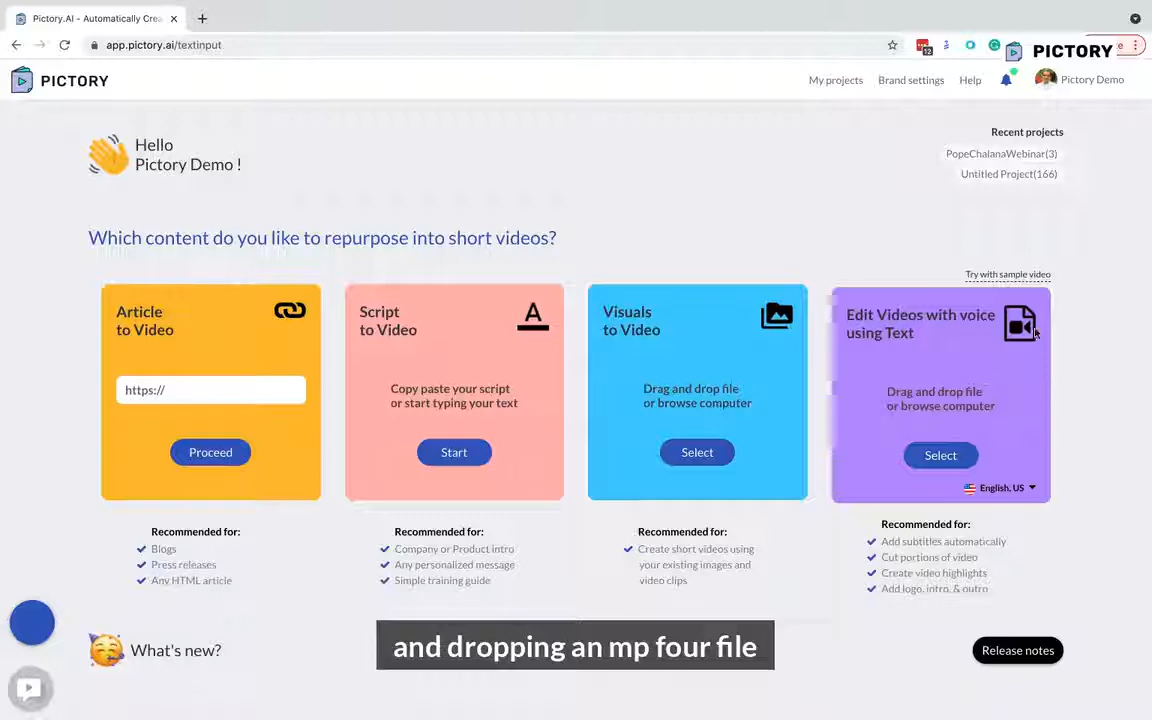 Pictory.AI - Automatically Crea
app.pictory.ai/textinput
12
PICTORY
PICTORY
My projects
Brand settings
Help
Pictory Demo
Hello
Pictory Demo !
Recent projects
PopeChalanaWebinar(3)
Untitled Project(166)
Which content do you like to repurpose into short videos?
Try with sample video
Article
to Video
https://
Proceed
Script
to Video
A
Copy paste your script
or start typing your text
Start
Visuals
to Video
Drag and drop file
or browse computer
Select
Edit Videos with voice
using Text
Drag and drop file
or browse computer
Select
English, US
Recommended for:
Blogs
Press releases
Any HTML article
Recommended for:
Company or Product intro
Any personalized message
Simple training guide
Recommended for:
Create short videos using
your existing images and
video clips
Recommended for:
Add subtitles automatically
Cut portions of video
Create video highlights
Add logo, intro, & outro
What's new?
and dropping an mp four file
Release notes